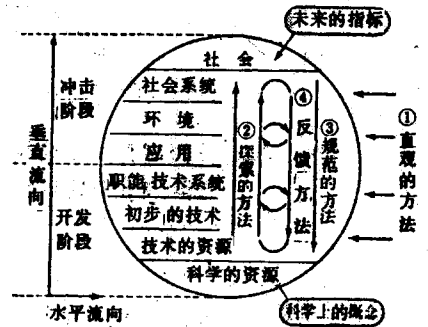 未来的指标
社会
社会系统
环境
应用
职能技术系统
初步的技术
技术的资源
科学的资源
科学上的概念
垂直流向
冲击阶段
开发阶段
水平流向
②探索的方法
④反馈方法
③规范的方法
①直观的方法